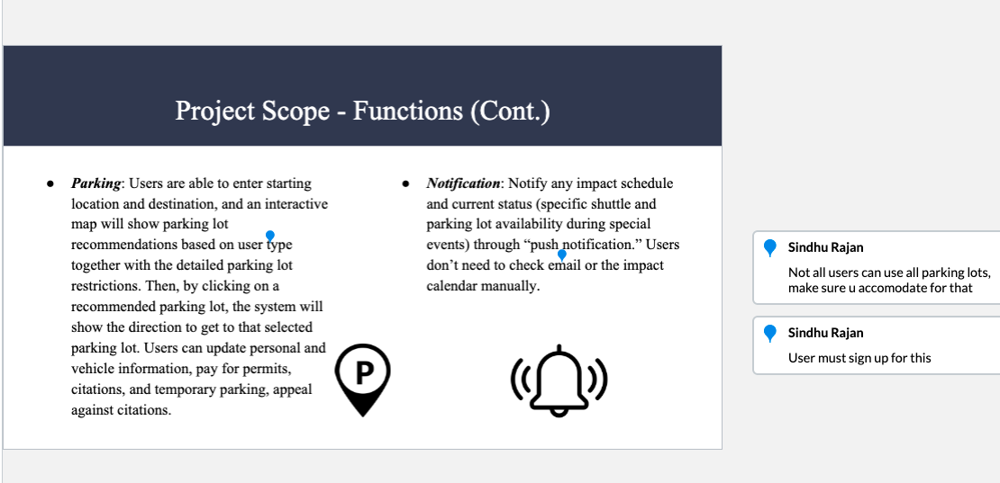 Project Scope - Functions (Cont.)
● Parking: Users are able to enter starting
location and destination, and an interactive
map will show parking lot
recommendations based on user type
together with the detailed parking lot
restrictions. Then, by clicking on a
recommended parking lot, the system will
show the direction to get to that selected
parking lot. Users can update personal and
vehicle information, pay for permits,
citations, and temporary parking, appeal
against citations.
P
● Notification: Notify any impact schedule
and current status (specific shuttle and
parking lot availability during special
events) through “push notification.” Users
don’t need to check email or the impact
calendar manually.
Sindhu Rajan
Not all users can use all parking lots,
make sure u accomodate for that
Sindhu Rajan
User must sign up for this